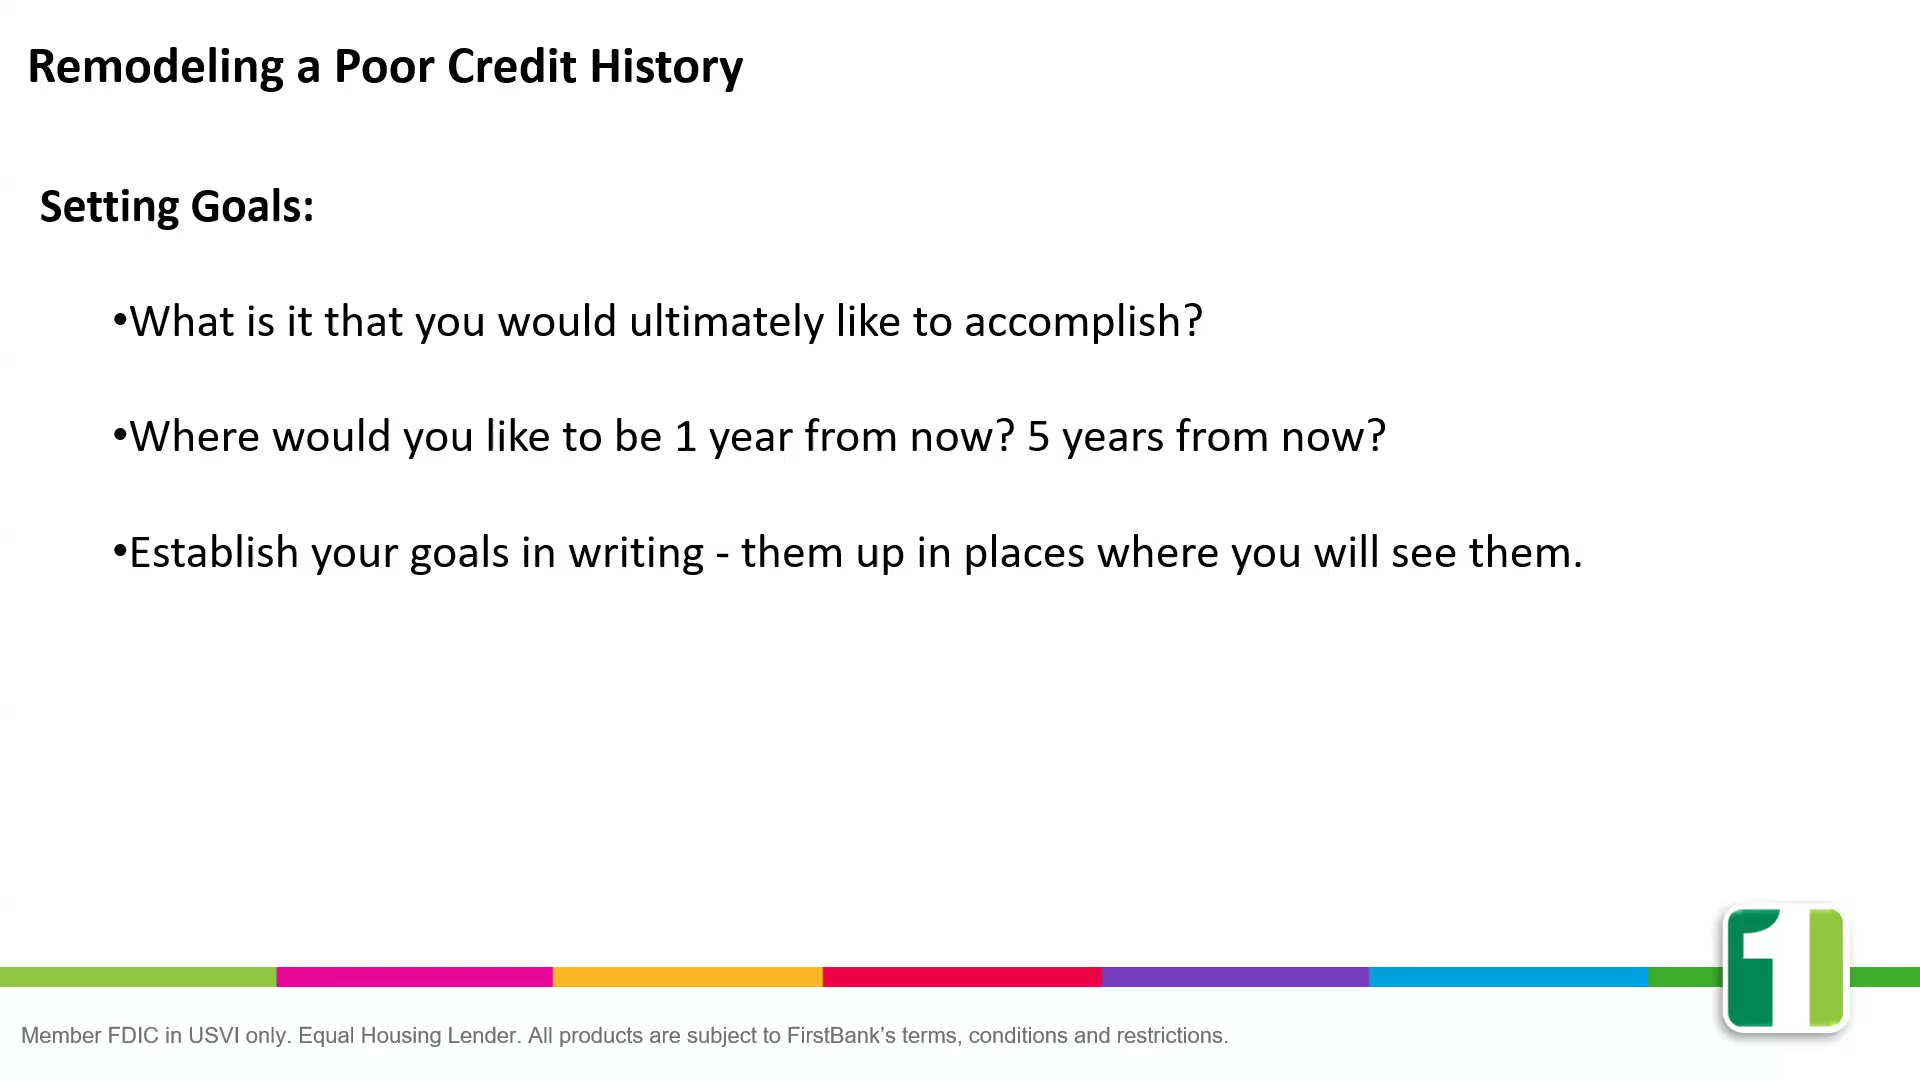 Remodeling a Poor Credit History
Setting Goals:
•What is it that you would ultimately like to accomplish?
•Where would you like to be 1 year from now? 5 years from now?
•Establish your goals in writing - them up in places where you will see them.
1
Member FDIC in USVI only. Equal Housing Lender. All products are subject to FirstBank’s terms, conditions and restrictions.